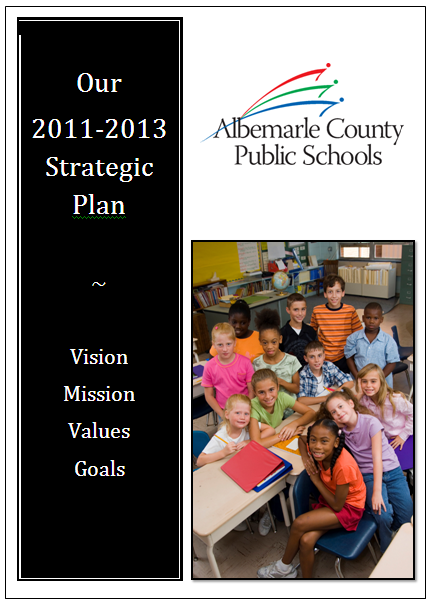 Our
2011-2013
Strategic
Plan
~
Vision
Mission
Values
Goals
Albemarle County
Public Schools